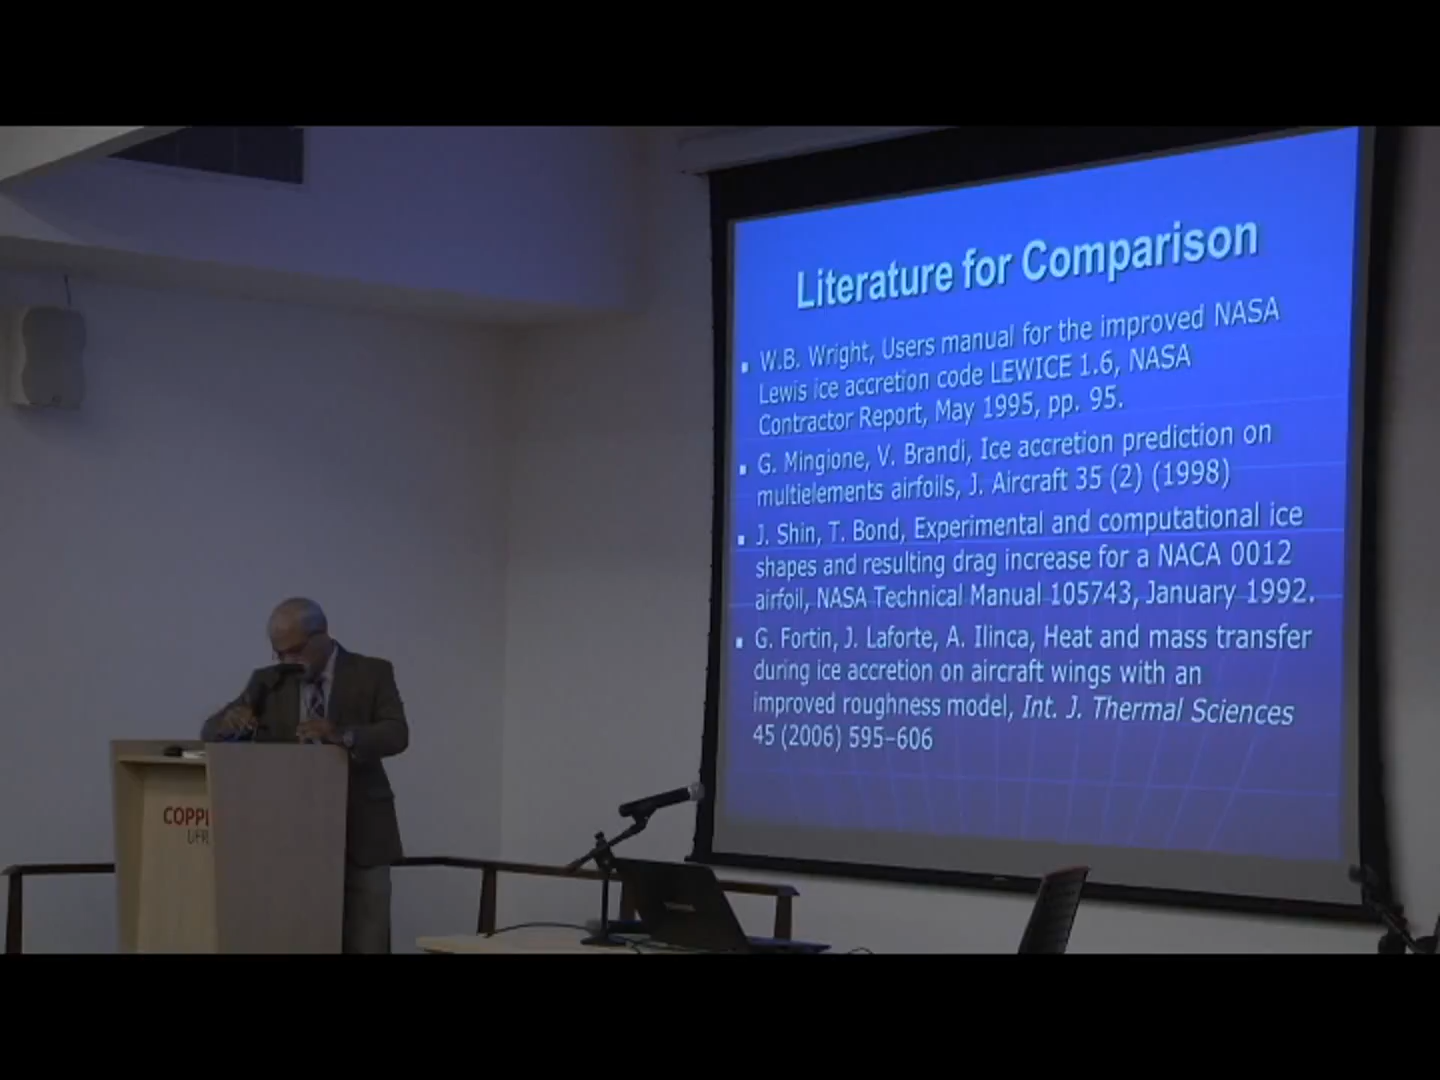 Literature for Comparison
W.B. Wright, Users manual for the improved NASA
Lewis ice accretion code LEWICE 1.6, NASA
Contractor Report, May 1995, pp. 95.
G. Mingione, V. Brandi, Ice accretion prediction on
multielements airfoils, J. Aircraft 35 (2) (1998)
J. Shin, T. Bond, Experimental and computational ice
shapes and resulting drag increase for a NACA 0012
airfoil, NASA Technical Manual 105743, January 1992.
G. Fortin, J. Laforte, A. Ilinca, Heat and mass transfer
during ice accretion on aircraft wings with an
improved roughness model, Int. J. Thermal Sciences
45 (2006) 595–606
COPPE
UFR